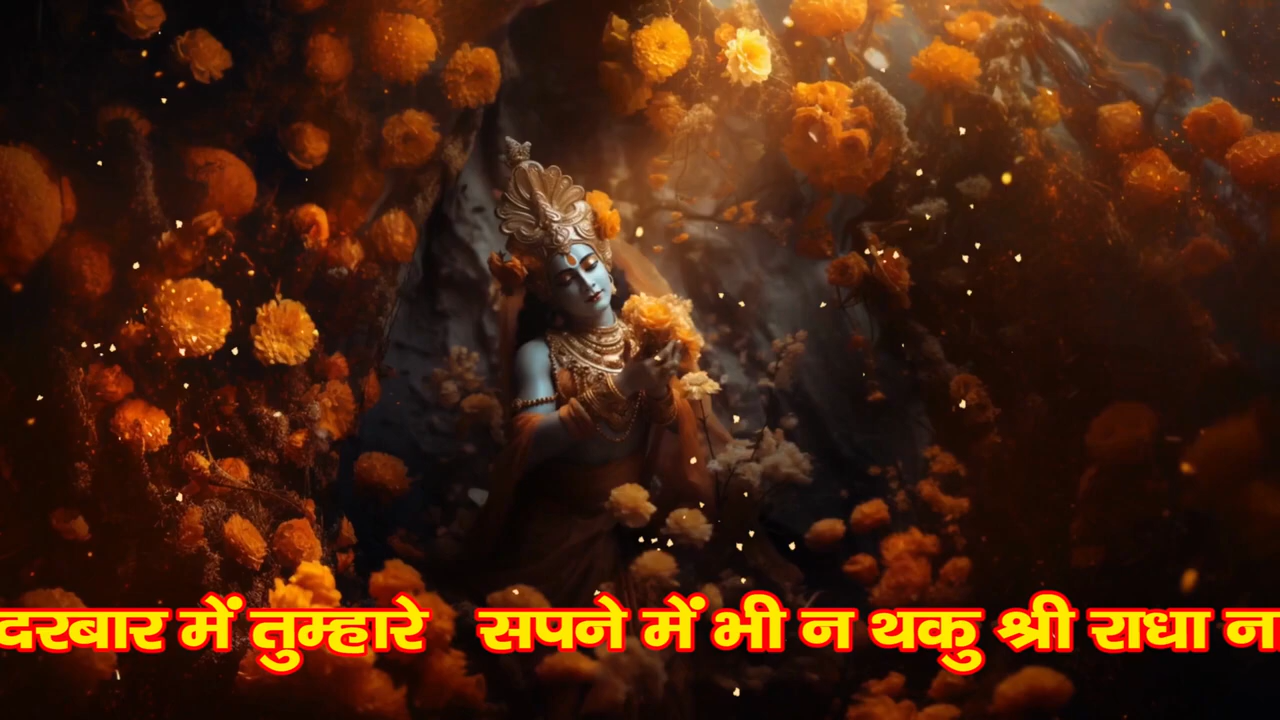 दरबार में तुम्हारे सपने में भी न थकु श्री राधा ना